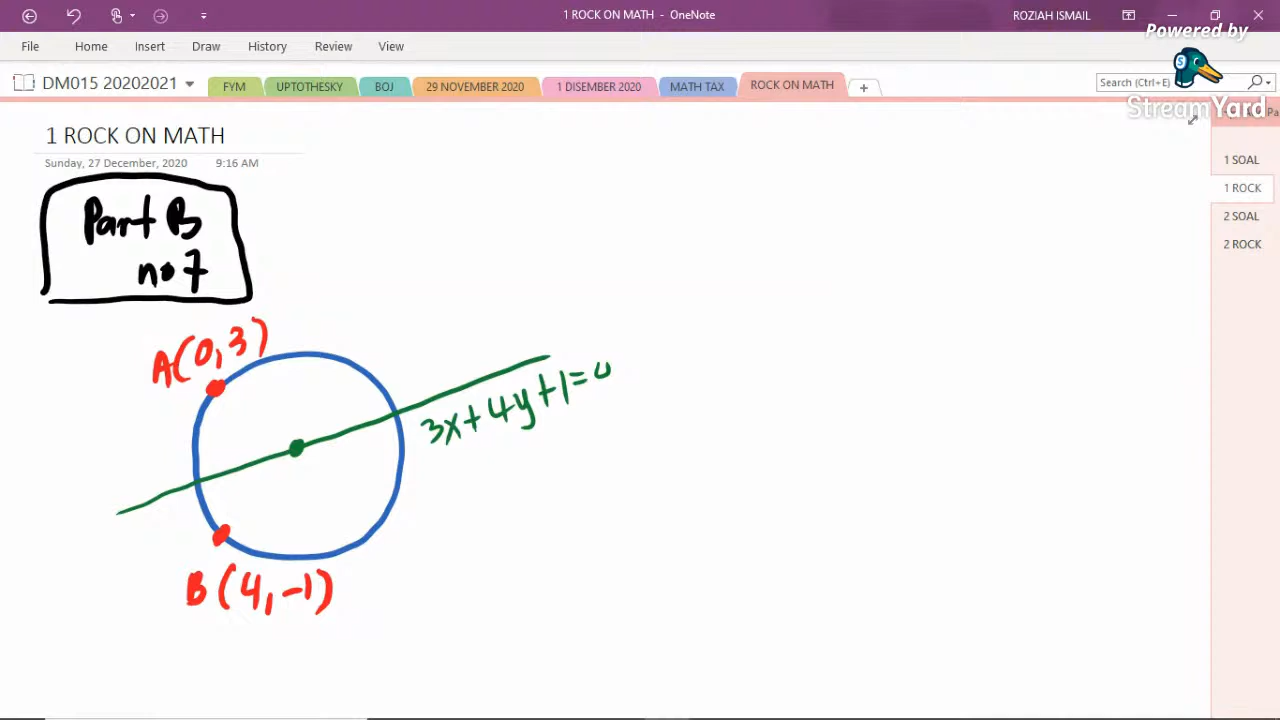 1 ROCK ON MATH - OneNote
ROZIAH ISMAIL
Powered by
StreamYard
File Home Insert Draw History Review View
DM015 20202021 FYM UPTOTHESKY BOJ 29 NOVEMBER 2020 1 DISEMBER 2020 MATH TAX ROCK ON MATH +
Search (Ctrl+E)
Pa
1 ROCK ON MATH
Sunday, 27 December, 2020 9:16 AM
1 SOAL
1 ROCK
2 SOAL
2 ROCK
Part B
no 7
A(0,3)
3x+4y+1=0
B(4,-1)